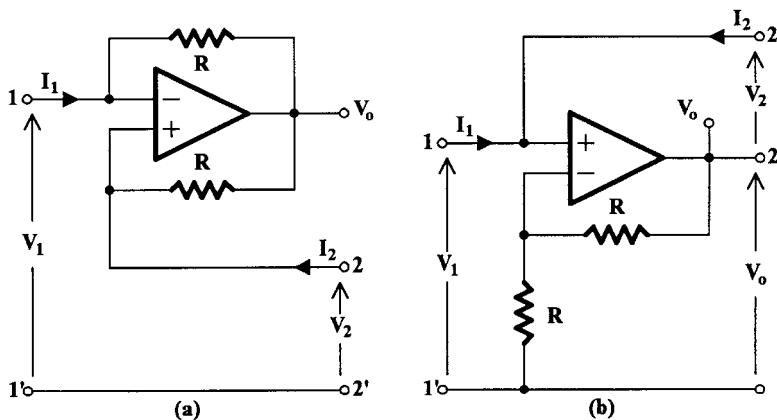 R
I₁
1
−
+
Vₒ
R
V₁
I₂
2
V₂
1'
2'
(a)
I₂
2
V₂
Vₒ
I₁
1
+
−
2
R
V₁
R
Vₒ
1'
(b)